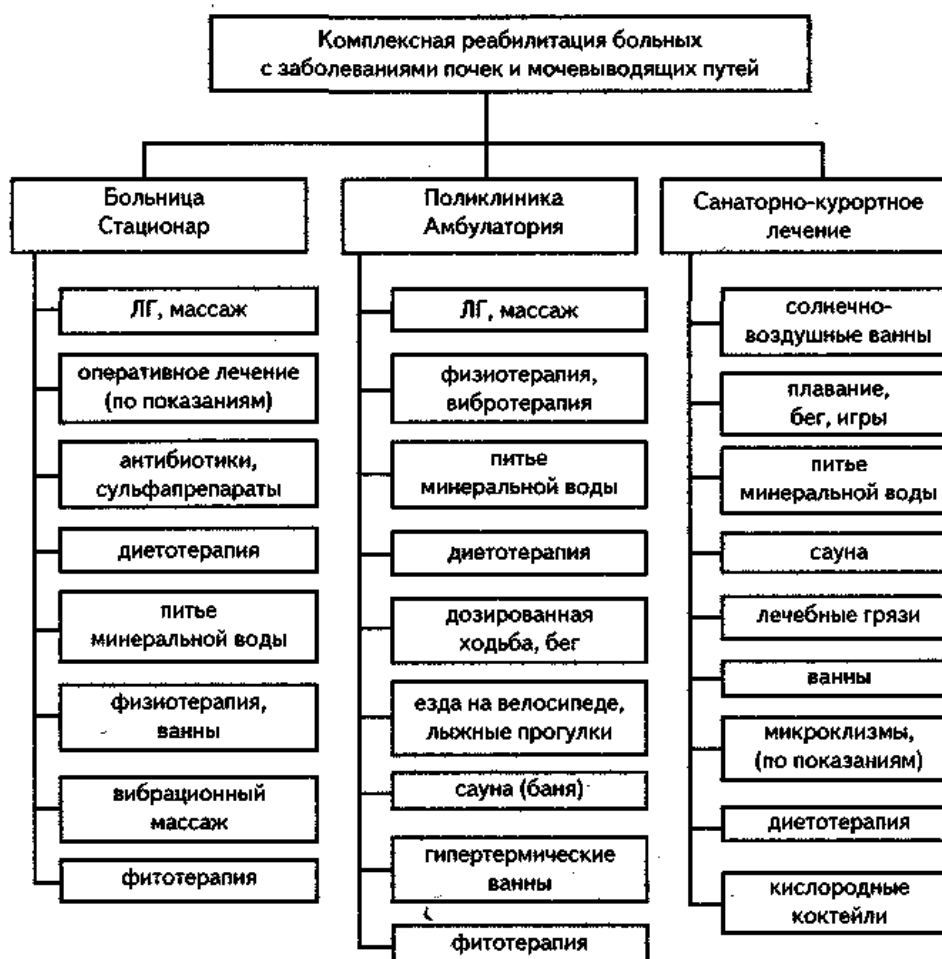 Комплексная реабилитация больных
с заболеваниями почек и мочевыводящих путей
Больница
Стационар
ЛГ, массаж
оперативное лечение
(по показаниям)
антибиотики,
сульфапрепараты
диетотерапия
питье
минеральной воды
физиотерапия,
ванны
вибрационный
массаж
фитотерапия
Поликлиника
Амбулатория
ЛГ, массаж
физиотерапия,
вибротерапия
питье
минеральной воды
диетотерапия
дозированная
ходьба, бег
езда на велосипеде,
лыжные прогулки
сауна (баня)
гипертермические
ванны
фитотерапия
Санаторно-курортное
лечение
солнечно-
воздушные ванны
плавание,
бег, игры
питье
минеральной воды
сауна
лечебные грязи
ванны
микроклизмы,
(по показаниям)
диетотерапия
кислородные
коктейли